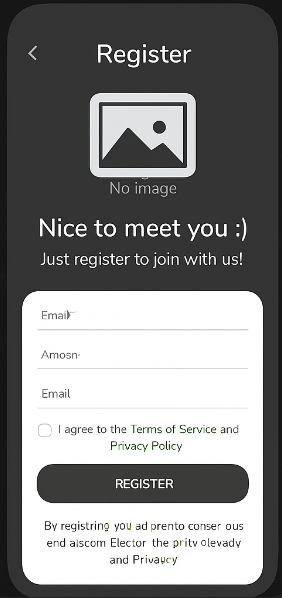 Register
No image
Nice to meet you :)
Just register to join with us!
Email
Amosn
Email
I agree to the Terms of Service and
Privacy Policy
REGISTER
By registring you ad prento conser ous
end alscom Elector the pritv olevady
and Privaycy